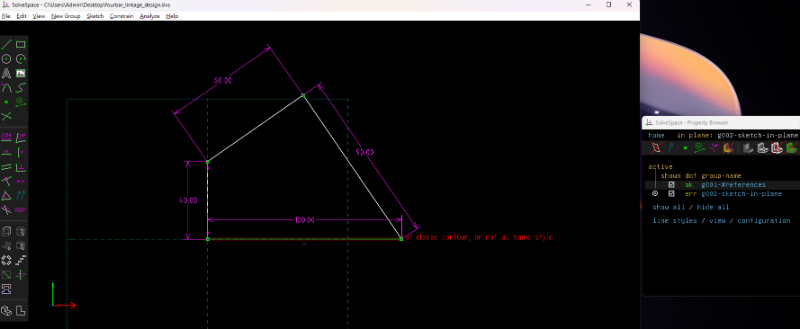 SolveSpace - C:\Users\Admin\Desktop\fourbar_linkage_design.slvs
File Edit View New Group Sketch Constrain Analyze Help
60.00
90.00
40.00
100.00
closed contour, or not all same style
SolveSpace - Property Browser
home in plane: g002-sketch-in-plane
active
shown dof group-name
ok g001-#references
err g002-sketch-in-plane
show all / hide all
line styles / view / configuration